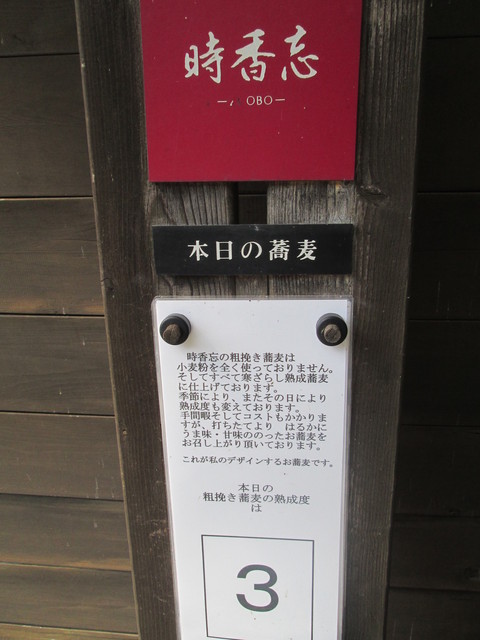 時香忘
OBO
本日の蕎麦
時香忘の粗挽き蕎麦は
小麦粉を全く使っておりません。
そしてすべて寒ざらし熟成蕎麦
に仕上げております。
季節により、またその日により
熟成度も変えております。
手間暇そしてコストもかかりま
すが、打ちたてより　はるかに
うま味・甘味ののったお蕎麦を
お召し上がり頂いております。
これが私のデザインするお蕎麦です。
本日の
粗挽き蕎麦の熟成度
は
3